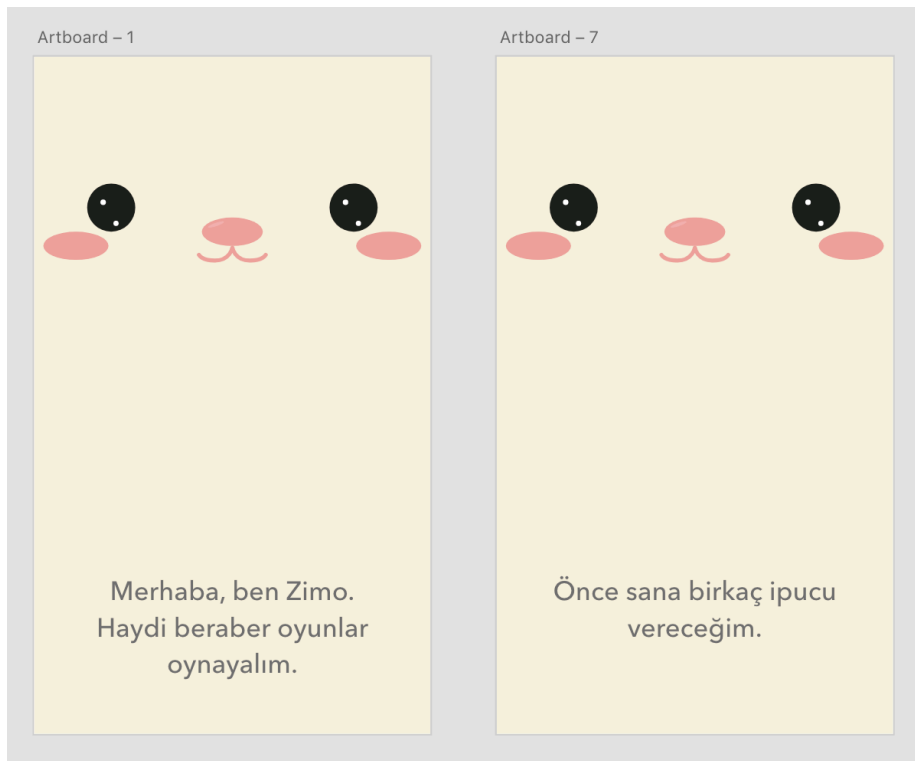 Artboard – 1
Merhaba, ben Zimo.
Haydi beraber oyunlar
oynayalım.
Artboard – 7
Önce sana birkaç ipucu
vereceğim.